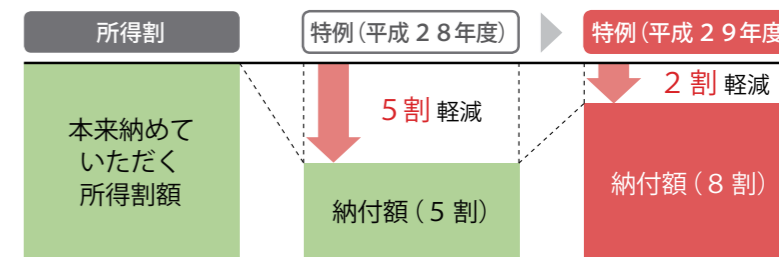 所得割
特例（平成２８年度）
特例（平成２９年度
本来納めて
いただく
所得割額
５割 軽減
２割 軽減
納付額（５割）
納付額（８割）